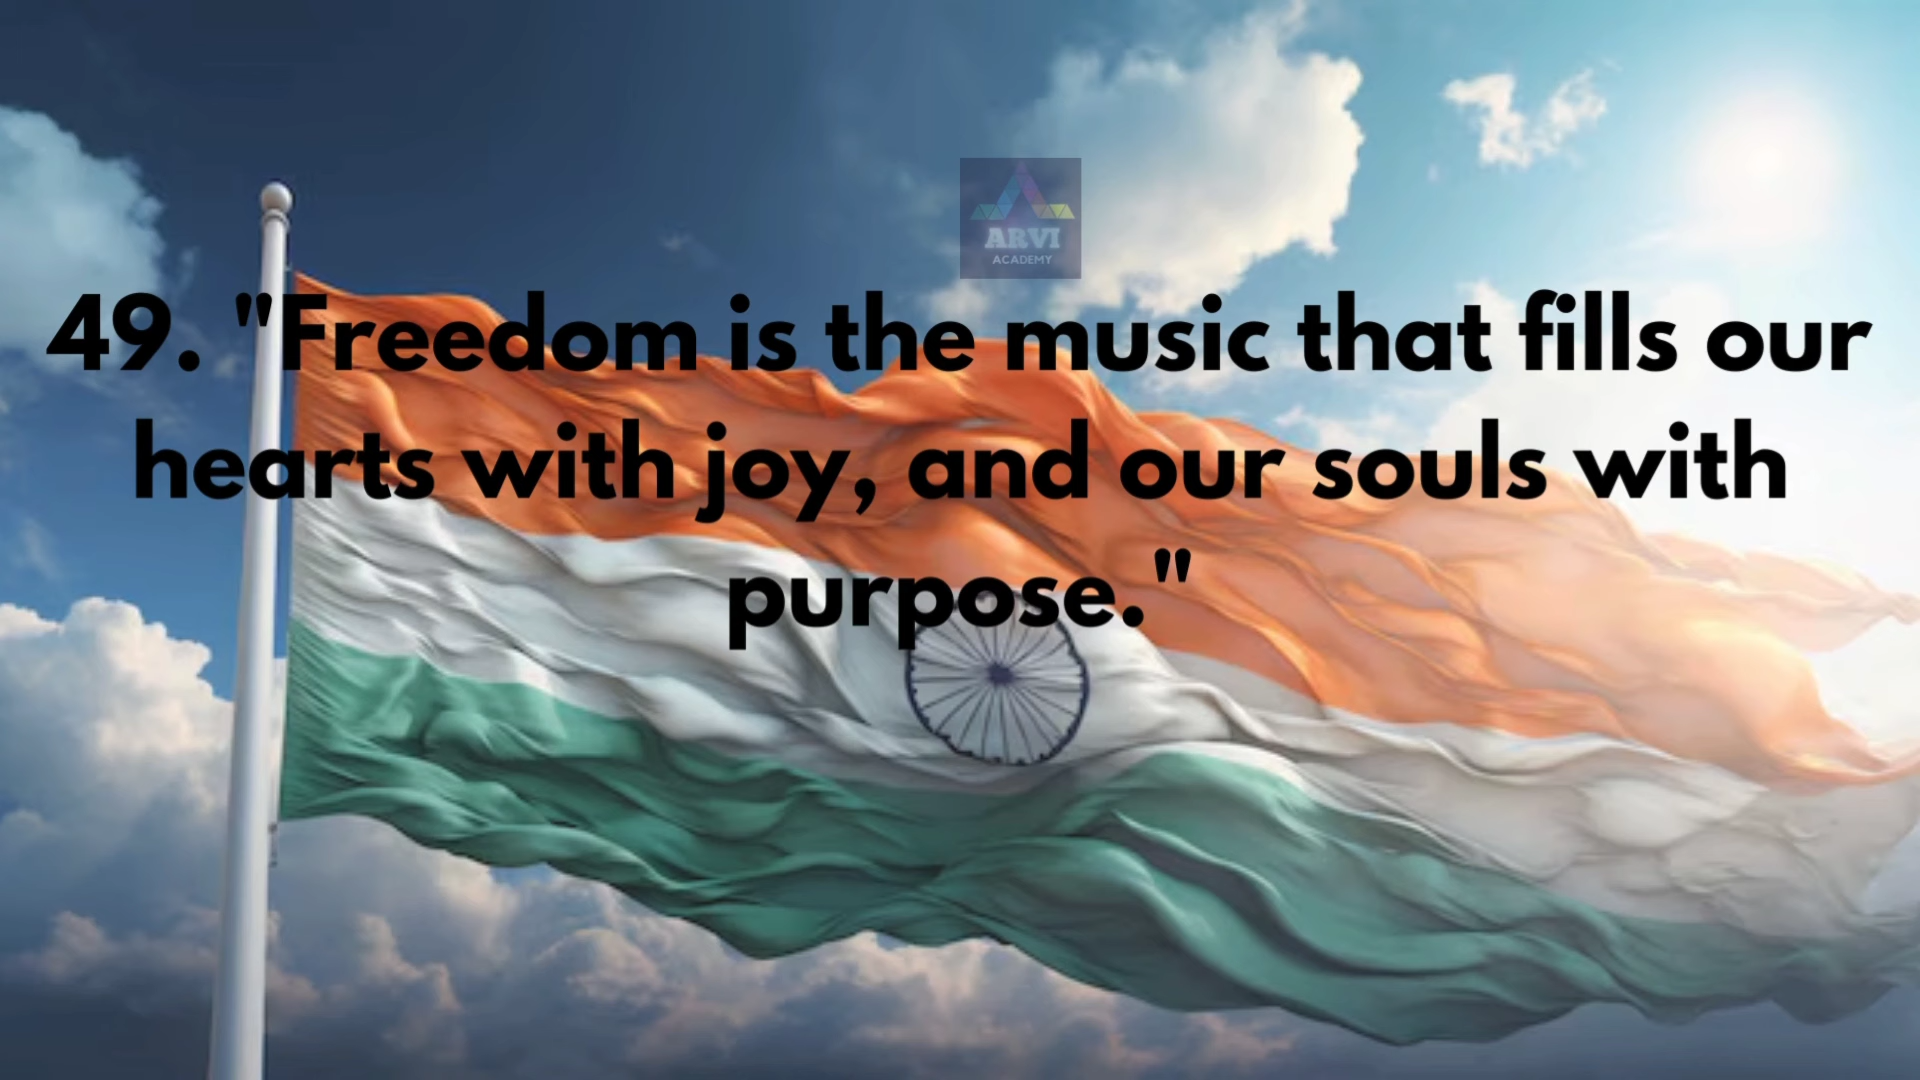 ARVI
ACADEMY
49. "Freedom is the music that fills our
hearts with joy, and our souls with
purpose."